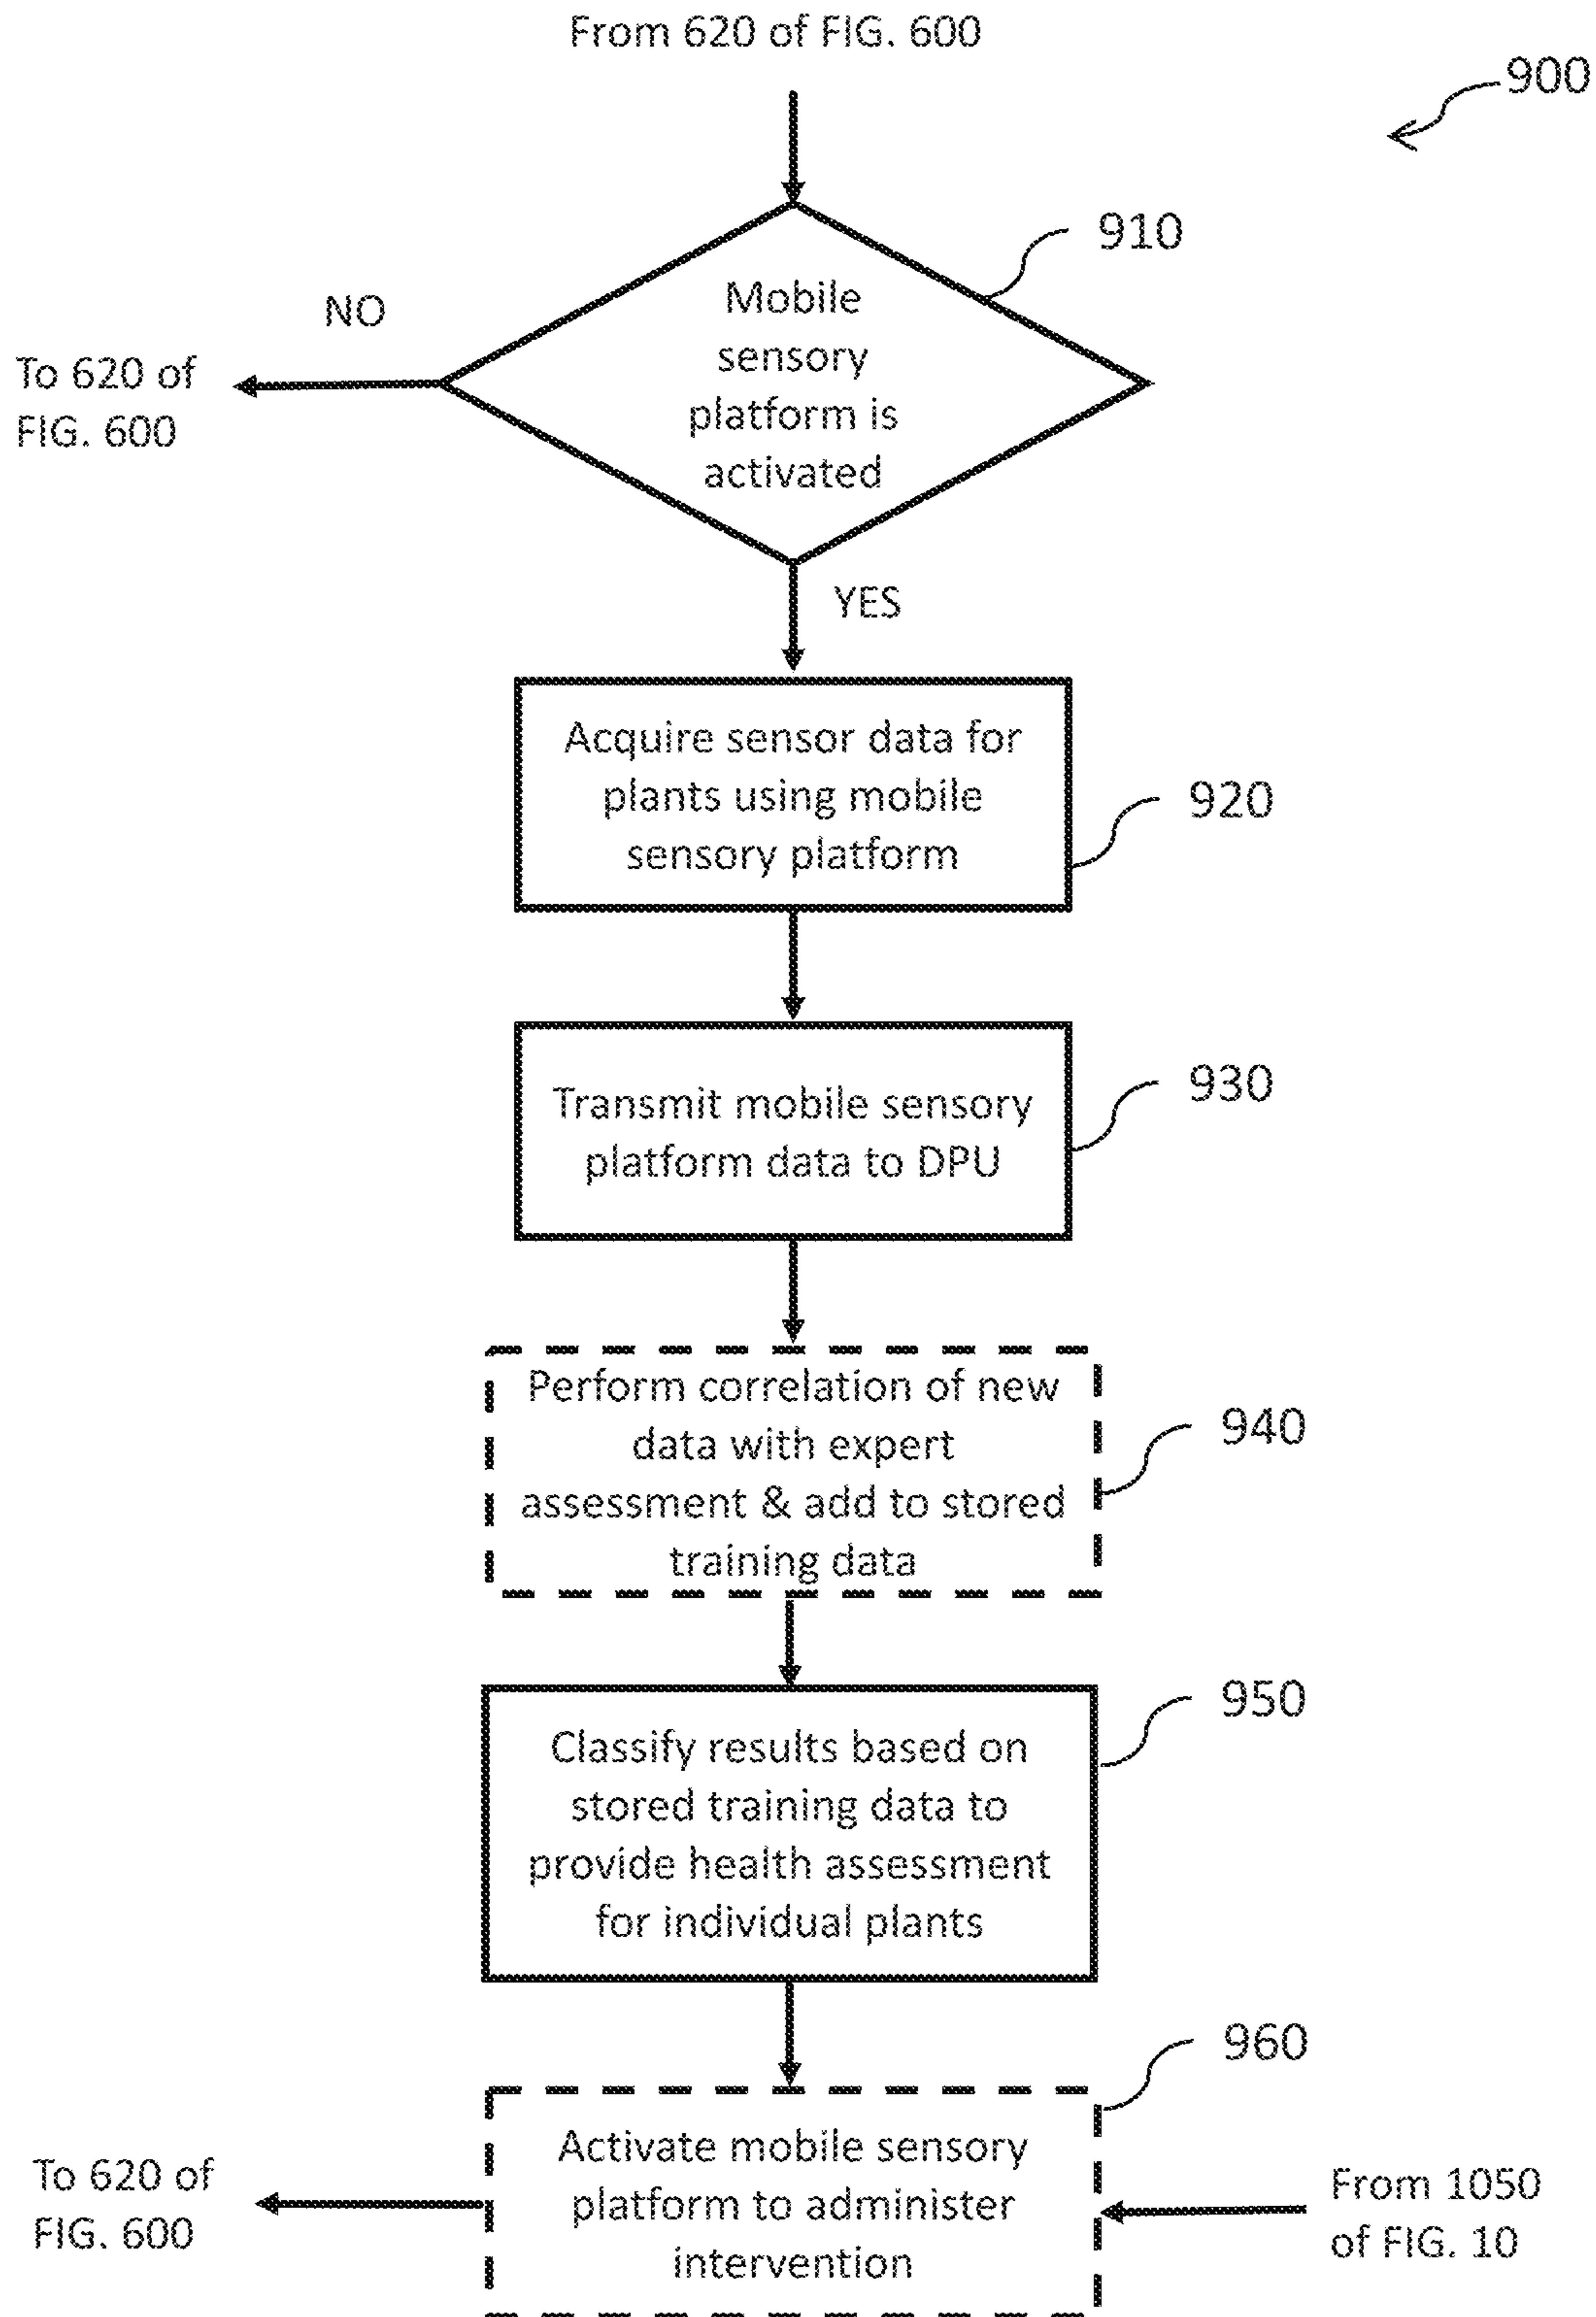 From 620 of FIG. 600
900
910
NO
Mobile
sensory
platform is
activated
To 620 of
FIG. 600
YES
Acquire sensor data for
plants using mobile
sensory platform
920
Transmit mobile sensory
platform data to DPU
930
Perform correlation of new
data with expert
assessment & add to stored
training data
940
Classify results based on
stored training data to
provide health assessment
for individual plants
950
960
Activate mobile sensory
platform to administer
intervention
To 620 of
FIG. 600
From 1050
of FIG. 10